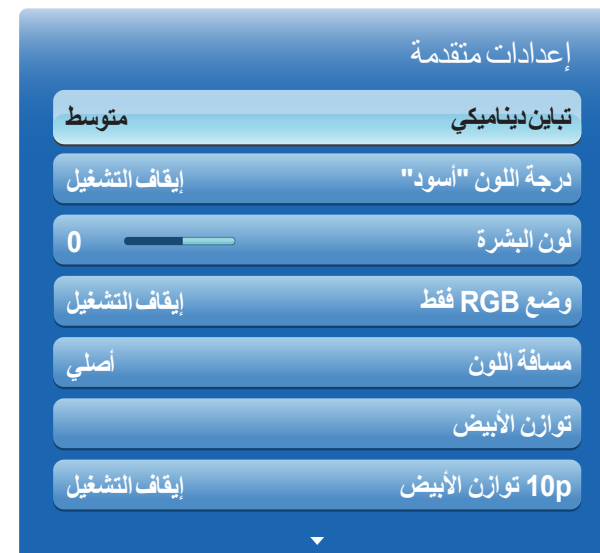 إعدادات متقدمة
تباين ديناميكي متوسط
درجة اللون "أسود" إيقاف التشغيل
لون البشرة 0
وضع RGB فقط إيقاف التشغيل
مسافة اللون أصلي
توازن الأبيض
10p توازن الأبيض إيقاف التشغيل